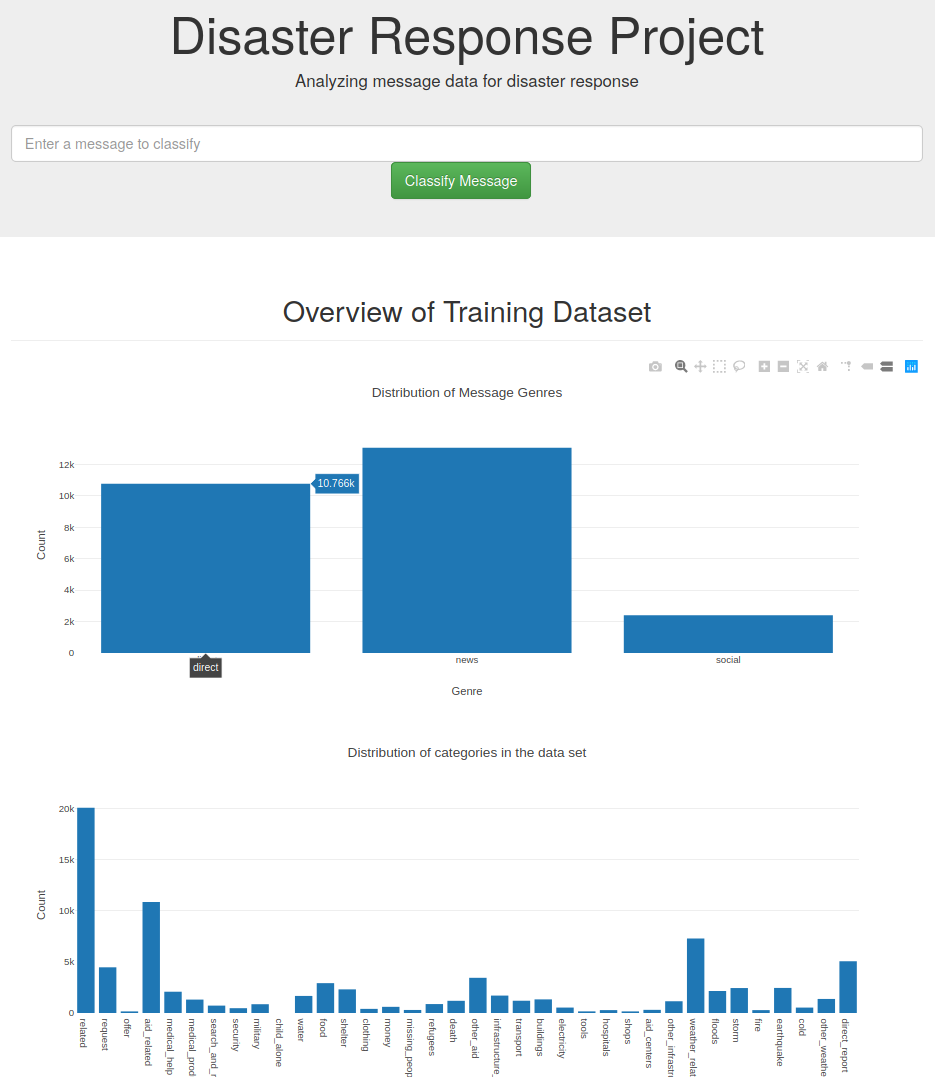 Disaster Response Project
Analyzing message data for disaster response
Enter a message to classify
Classify Message
Overview of Training Dataset
Distribution of Message Genres
12k
10k
8k
6k
4k
2k
0
Count
10.766k
direct
news
social
Genre
Distribution of categories in the data set
20k
15k
10k
5k
0
Count
related
request
offer
aid_related
medical_help
medical_prod
search_and_r
security
military
child_alone
water
food
shelter
clothing
money
missing_peop
refugees
death
other_aid
infrastructure_
transport
buildings
electricity
tools
hospitals
shops
aid_centers
other_infrastru
weather_relat
floods
storm
fire
earthquake
cold
other_weathe
direct_report